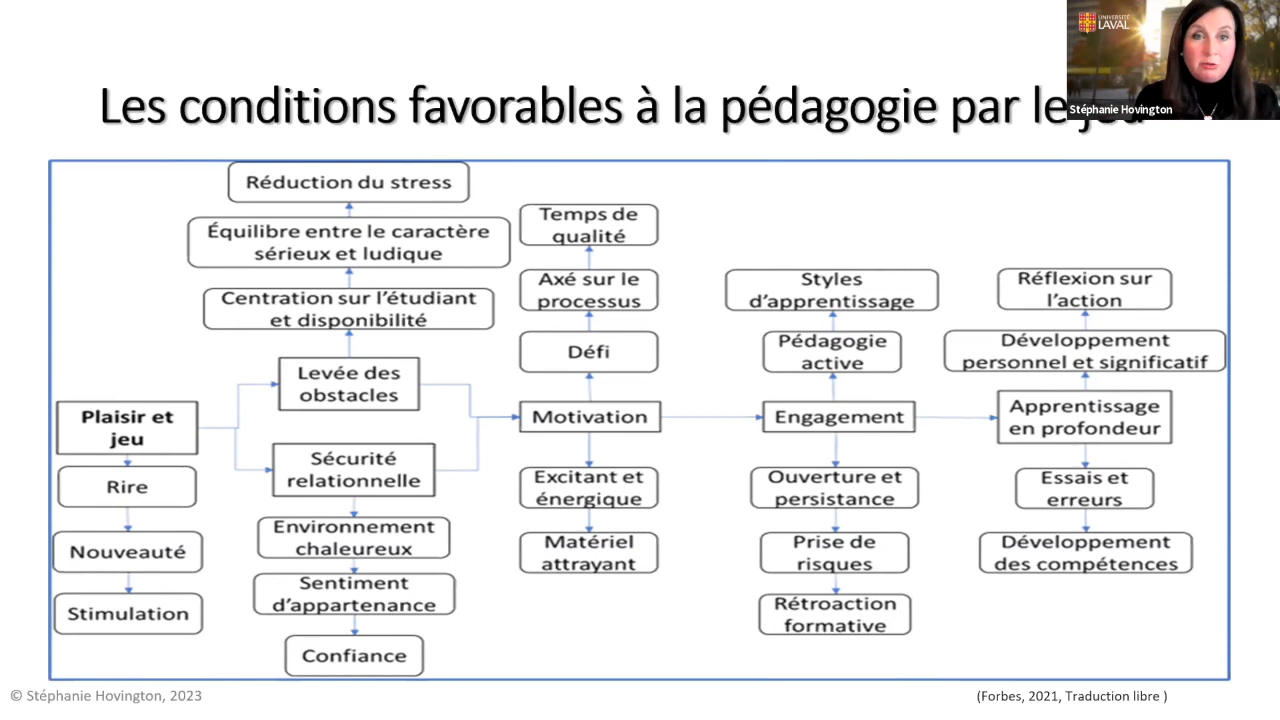 UNIVERSITÉ
LAVAL
Stéphanie Hovington
Les conditions favorables à la pédagogie par le jeu
Réduction du stress
Équilibre entre le caractère
sérieux et ludique
Centration sur l'étudiant
et disponibilité
Levée des
obstacles
Plaisir et
jeu
Rire
Nouveauté
Stimulation
Sécurité
relationnelle
Environnement
chaleureux
Sentiment
d'appartenance
Confiance
Temps de
qualité
Axé sur le
processus
Défi
Motivation
Excitant et
énergique
Matériel
attrayant
Styles
d'apprentissage
Pédagogie
active
Engagement
Ouverture et
persistance
Prise de
risques
Rétroaction
formative
Réflexion sur
l'action
Développement
personnel et significatif
Apprentissage
en profondeur
Essais et
erreurs
Développement
des compétences
© Stéphanie Hovington, 2023
(Forbes, 2021, Traduction libre )